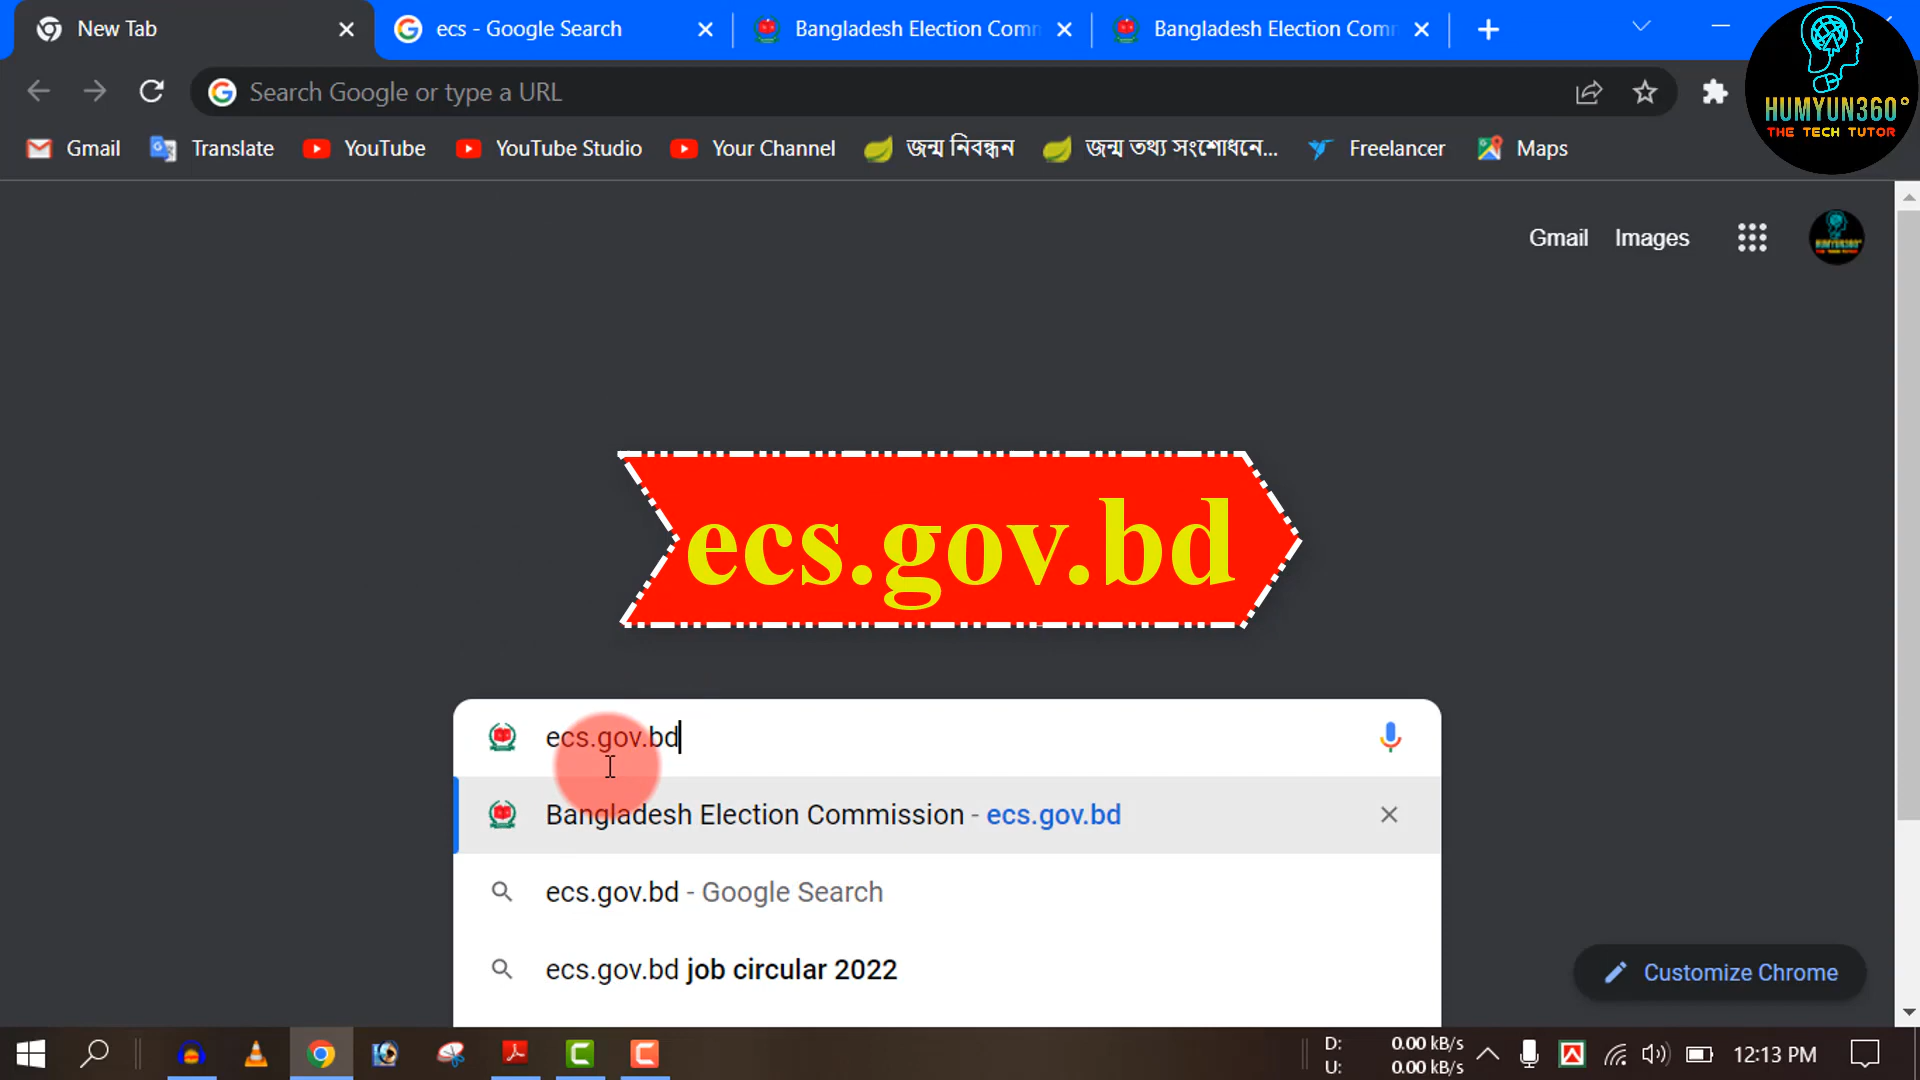 New Tab
ecs - Google Search
Bangladesh Election Com
Bangladesh Election Com
Search Google or type a URL
HUMYUN360°
THE TECH TUTOR
Gmail
Translate
YouTube
YouTube Studio
Your Channel
জন্ম নিবন্ধন
জন্ম তথ্য সংশোধনে...
Freelancer
Maps
Gmail
Images
ecs.gov.bd
ecs.gov.bd
Bangladesh Election Commission - ecs.gov.bd
ecs.gov.bd - Google Search
ecs.gov.bd job circular 2022
Customize Chrome
D: 0.00 kB/s
U: 0.00 kB/s
12:13 PM